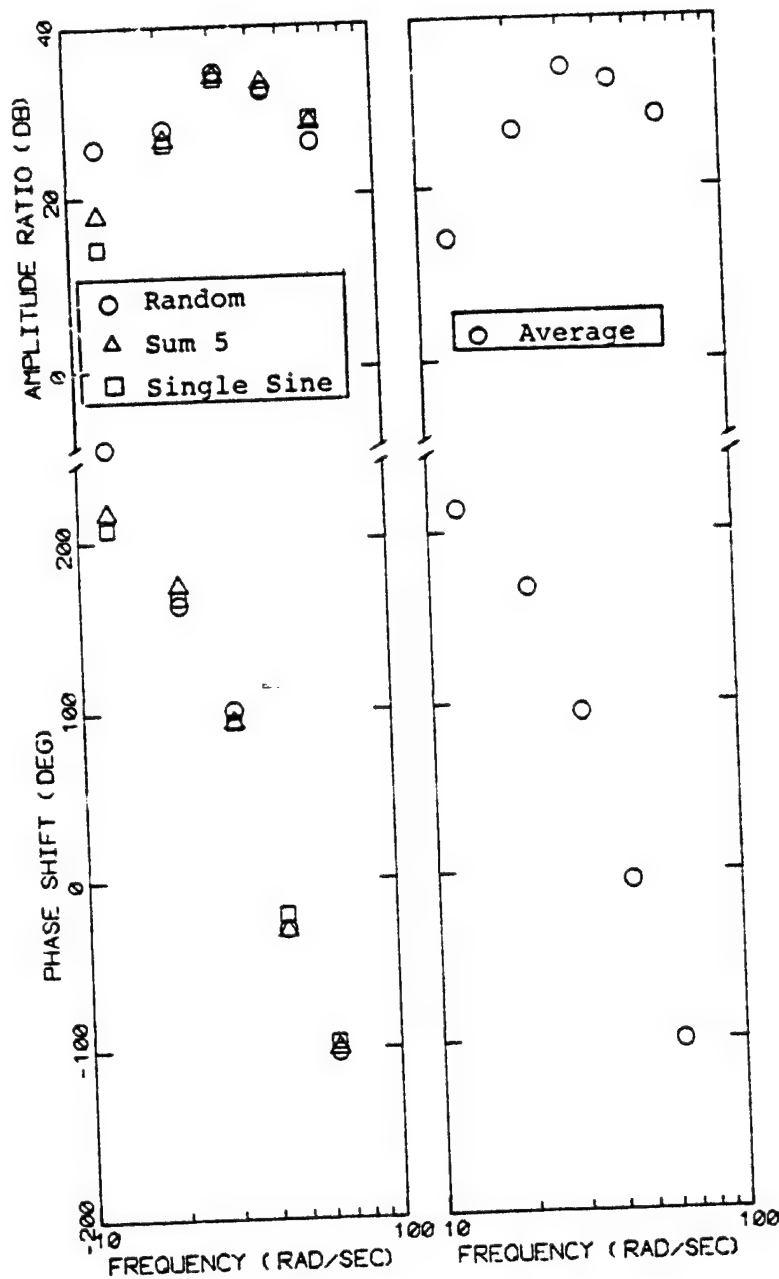 40
20
0
AMPLITUDE RATIO (DB)
Random
Sum 5
Single Sine
Average
200
100
0
-100
-200
PHASE SHIFT (DEG)
10
100
10
100
FREQUENCY (RAD/SEC)
FREQUENCY (RAD/SEC)